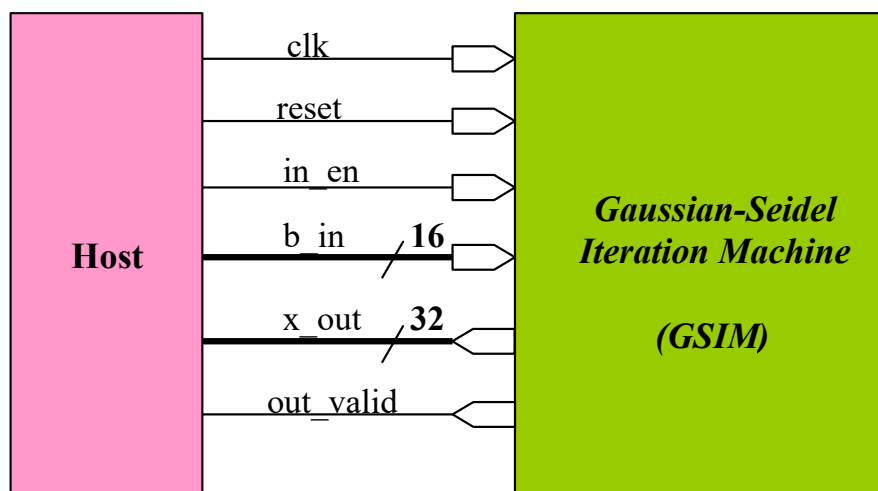 clk
reset
in_en
b_in 16
x_out 32
out_valid
Host
Gaussian-Seidel
Iteration Machine
(GSIM)